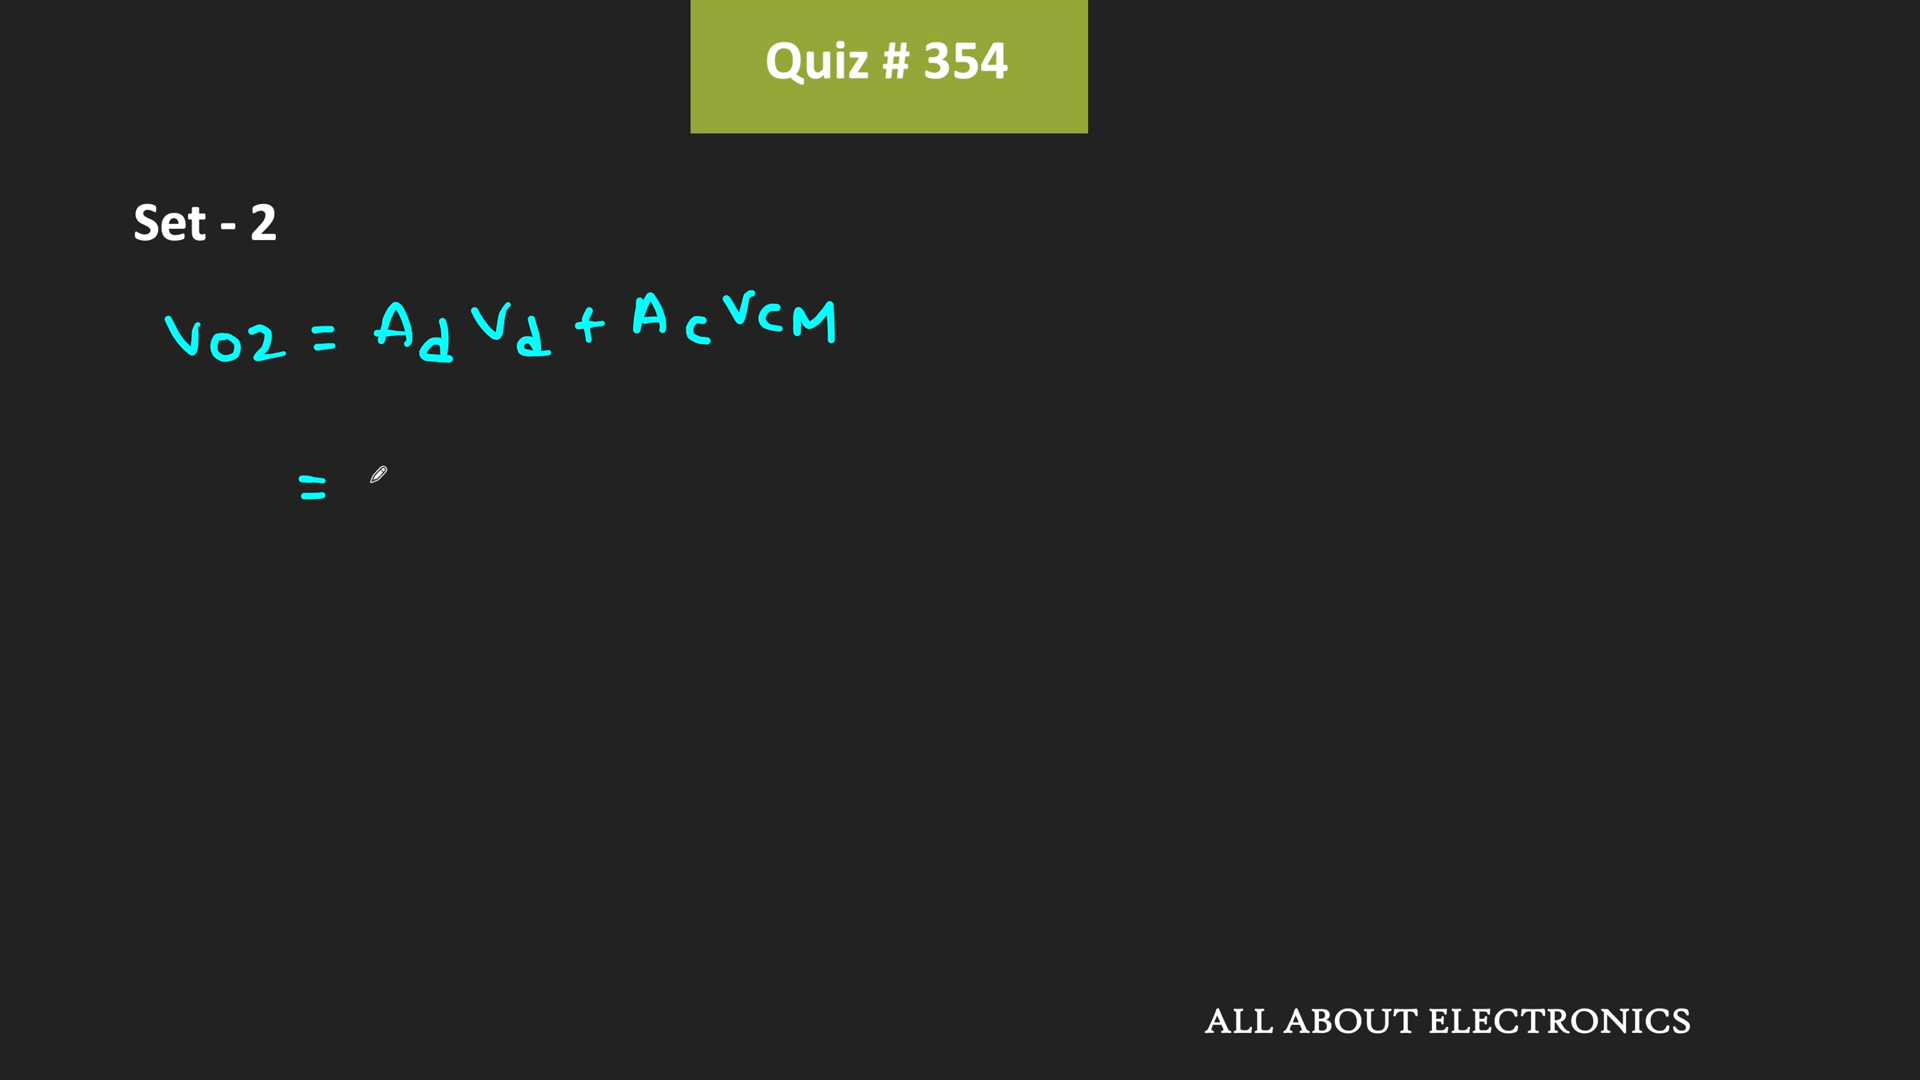 Quiz # 354
Set - 2
Vo2 = Ad Vd + Ac VCM
=
ALL ABOUT ELECTRONICS